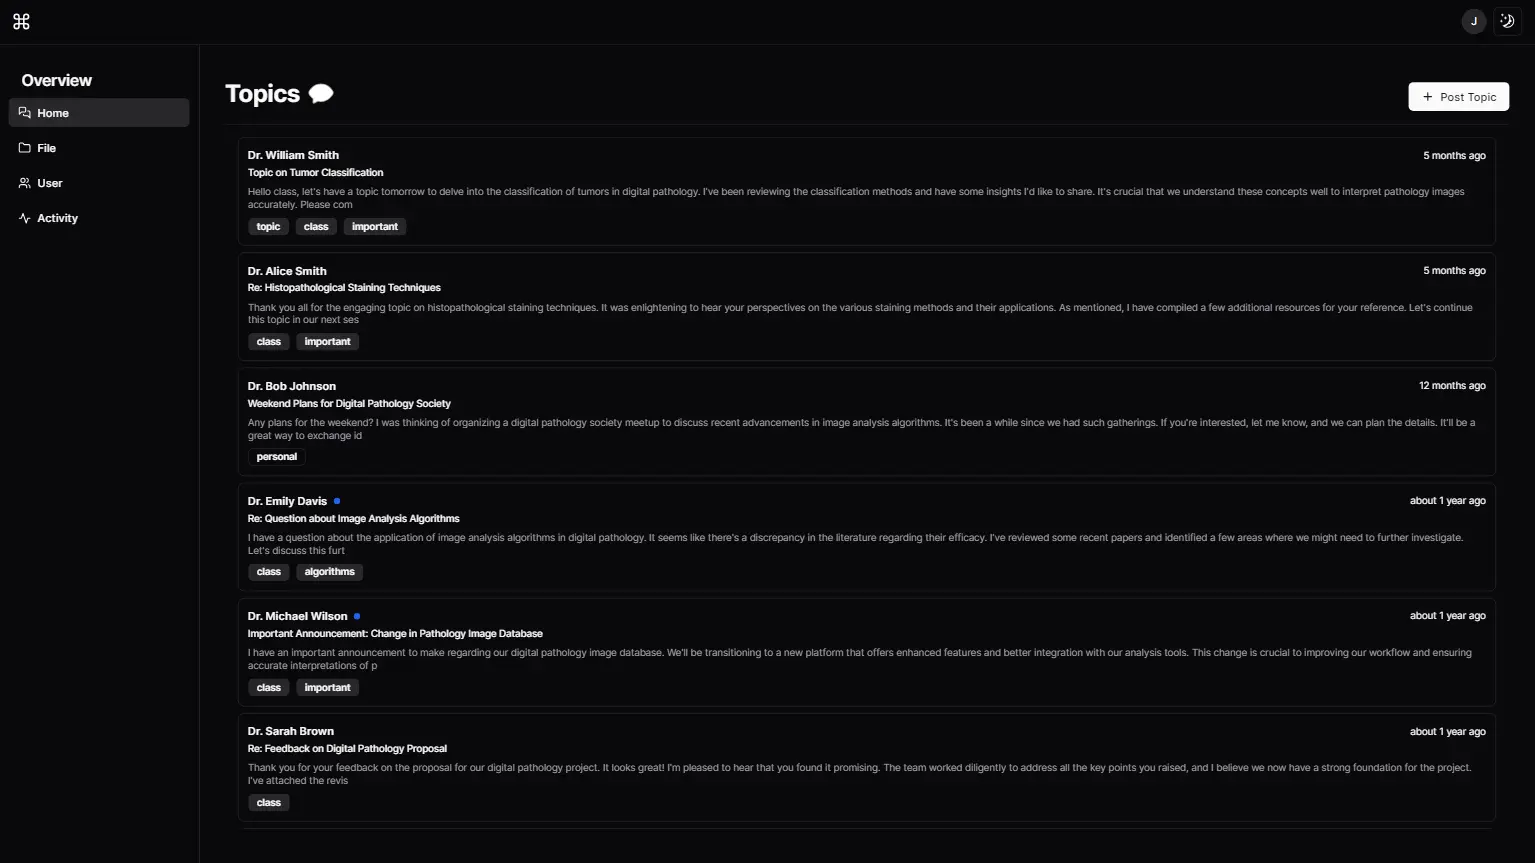 ⌘
J
Overview
Home
File
User
Activity
Topics
+ Post Topic
Dr. William Smith
5 months ago
Topic on Tumor Classification
Hello class, let's have a topic tomorrow to delve into the classification of tumors in digital pathology. I've been reviewing the classification methods and have some insights I'd like to share. It's crucial that we understand these concepts well to interpret pathology images
accurately. Please com
topic class important
Dr. Alice Smith
5 months ago
Re: Histopathological Staining Techniques
Thank you all for the engaging topic on histopathological staining techniques. It was enlightening to hear your perspectives on the various staining methods and their applications. As mentioned, I have compiled a few additional resources for your reference. Let's continue
this topic in our next ses
class important
Dr. Bob Johnson
12 months ago
Weekend Plans for Digital Pathology Society
Any plans for the weekend? I was thinking of organizing a digital pathology society meetup to discuss recent advancements in image analysis algorithms. It's been a while since we had such gatherings. If you're interested, let me know, and we can plan the details. It'll be a
great way to exchange id
personal
Dr. Emily Davis
about 1 year ago
Re: Question about Image Analysis Algorithms
I have a question about the application of image analysis algorithms in digital pathology. It seems like there's a discrepancy in the literature regarding their efficacy. I've reviewed some recent papers and identified a few areas where we might need to further investigate.
Let's discuss this furt
class algorithms
Dr. Michael Wilson
about 1 year ago
Important Announcement: Change in Pathology Image Database
I have an important announcement to make regarding our digital pathology image database. We'll be transitioning to a new platform that offers enhanced features and better integration with our analysis tools. This change is crucial to improving our workflow and ensuring
accurate interpretations of p
class important
Dr. Sarah Brown
about 1 year ago
Re: Feedback on Digital Pathology Proposal
Thank you for your feedback on the proposal for our digital pathology project. It looks great! I'm pleased to hear that you found it promising. The team worked diligently to address all the key points you raised, and I believe we now have a strong foundation for the project.
I've attached the revis
class